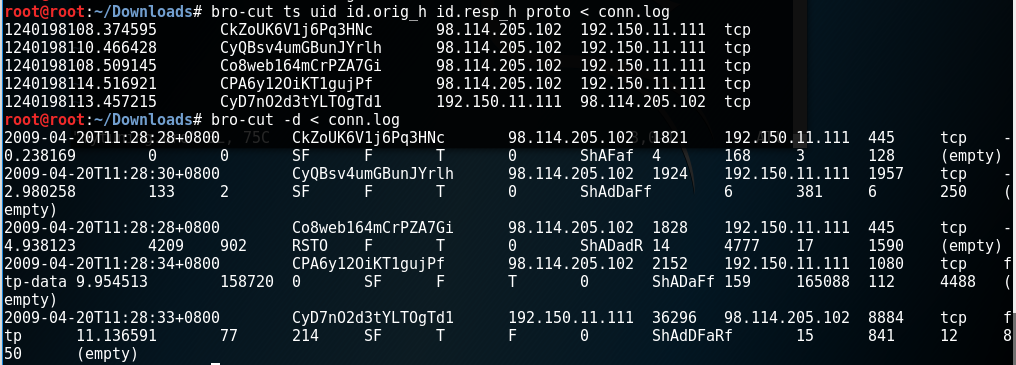 root@root:~/Downloads# bro-cut ts uid id.orig_h id.resp_h proto < conn.log
1240198108.374595 CkZoUK6V1j6Pq3HNc 98.114.205.102 192.150.11.111 tcp
1240198110.466428 CyQBsv4umGBunJYrlh 98.114.205.102 192.150.11.111 tcp
1240198108.509145 Co8web164mCrPZA7Gi 98.114.205.102 192.150.11.111 tcp
1240198114.516921 CPA6y12OiKT1gujPf 98.114.205.102 192.150.11.111 tcp
1240198113.457215 CyD7nO2d3tYLTOgTd1 192.150.11.111 98.114.205.102 tcp
root@root:~/Downloads# bro-cut -d < conn.log
2009-04-20T11:28:28+0800 CkZoUK6V1j6Pq3HNc 98.114.205.102 1821 192.150.11.111 445 tcp -
0.238169 0 0 SF F T 0 ShAFaf 4 168 3 128 (empty)
2009-04-20T11:28:30+0800 CyQBsv4umGBunJYrlh 98.114.205.102 1924 192.150.11.111 1957 tcp -
2.980258 133 2 SF F T 0 ShAdDaFf 6 381 6 250 (
empty)
2009-04-20T11:28:28+0800 Co8web164mCrPZA7Gi 98.114.205.102 1828 192.150.11.111 445 tcp -
4.938123 4209 902 RSTO F T 0 ShADadR 14 4777 17 1590 (empty)
2009-04-20T11:28:34+0800 CPA6y12OiKT1gujPf 98.114.205.102 2152 192.150.11.111 1080 tcp f
tp-data 9.954513 158720 0 SF F T 0 ShADaFf 159 165088 112 4488 (
empty)
2009-04-20T11:28:33+0800 CyD7nO2d3tYLTOgTd1 192.150.11.111 36296 98.114.205.102 8884 tcp f
tp 11.136591 77 214 SF T F 0 ShAdDFaRf 15 841 12 8
50 (empty)